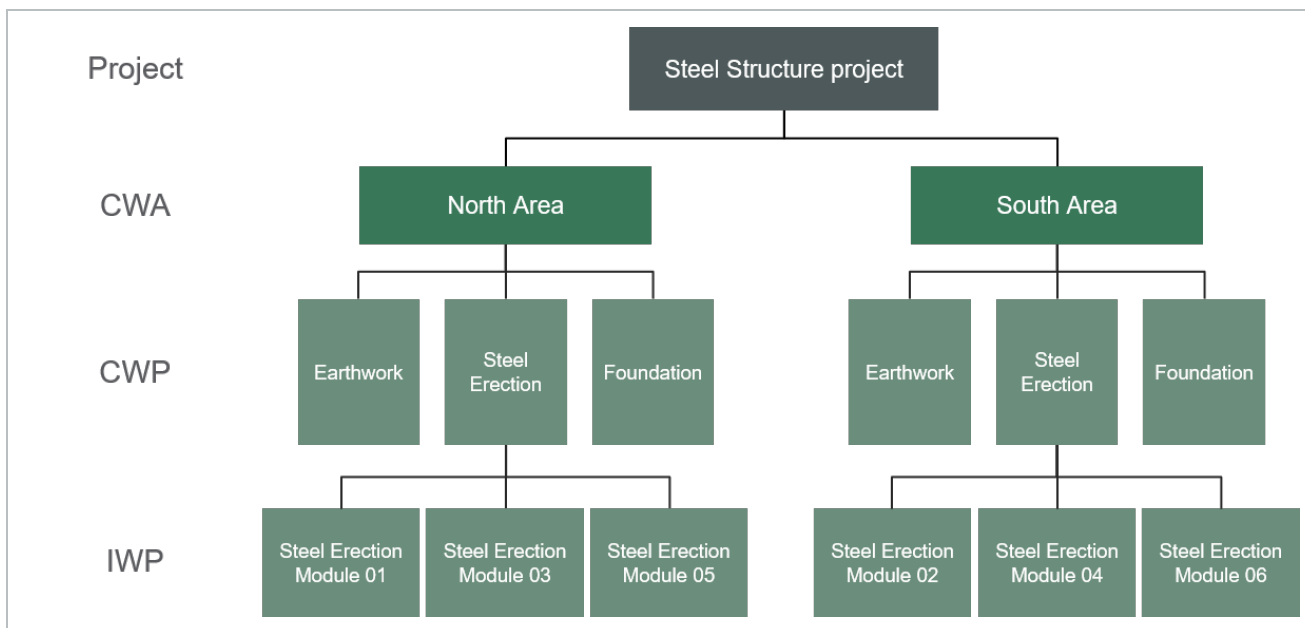 Project
Steel Structure project
CWA
North Area
South Area
CWP
Earthwork
Steel
Erection
Foundation
Earthwork
Steel
Erection
Foundation
IWP
Steel Erection
Module 01
Steel Erection
Module 03
Steel Erection
Module 05
Steel Erection
Module 02
Steel Erection
Module 04
Steel Erection
Module 06